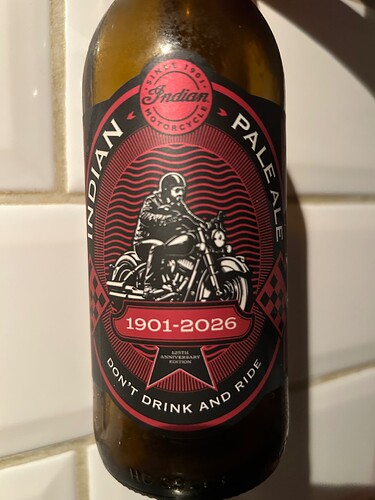 SINCE 1901
Indian
MOTORCYCLE
INDIAN PALE ALE
1901-2026
125TH
ANNIVERSARY
EDITION
DON'T DRINK AND RIDE